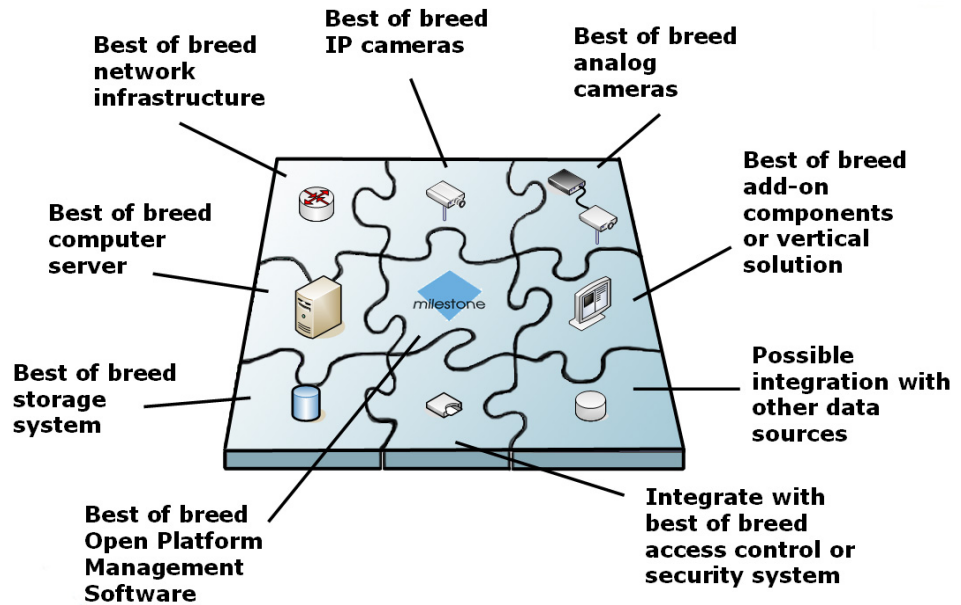 Best of breed
IP cameras
Best of breed
network
infrastructure
Best of breed
analog
cameras
Best of breed
add-on
components
or vertical
solution
Best of breed
computer
server
milestone
Possible
integration with
other data
sources
Best of breed
storage
system
Integrate with
best of breed
access control or
security system
Best of breed
Open Platform
Management
Software